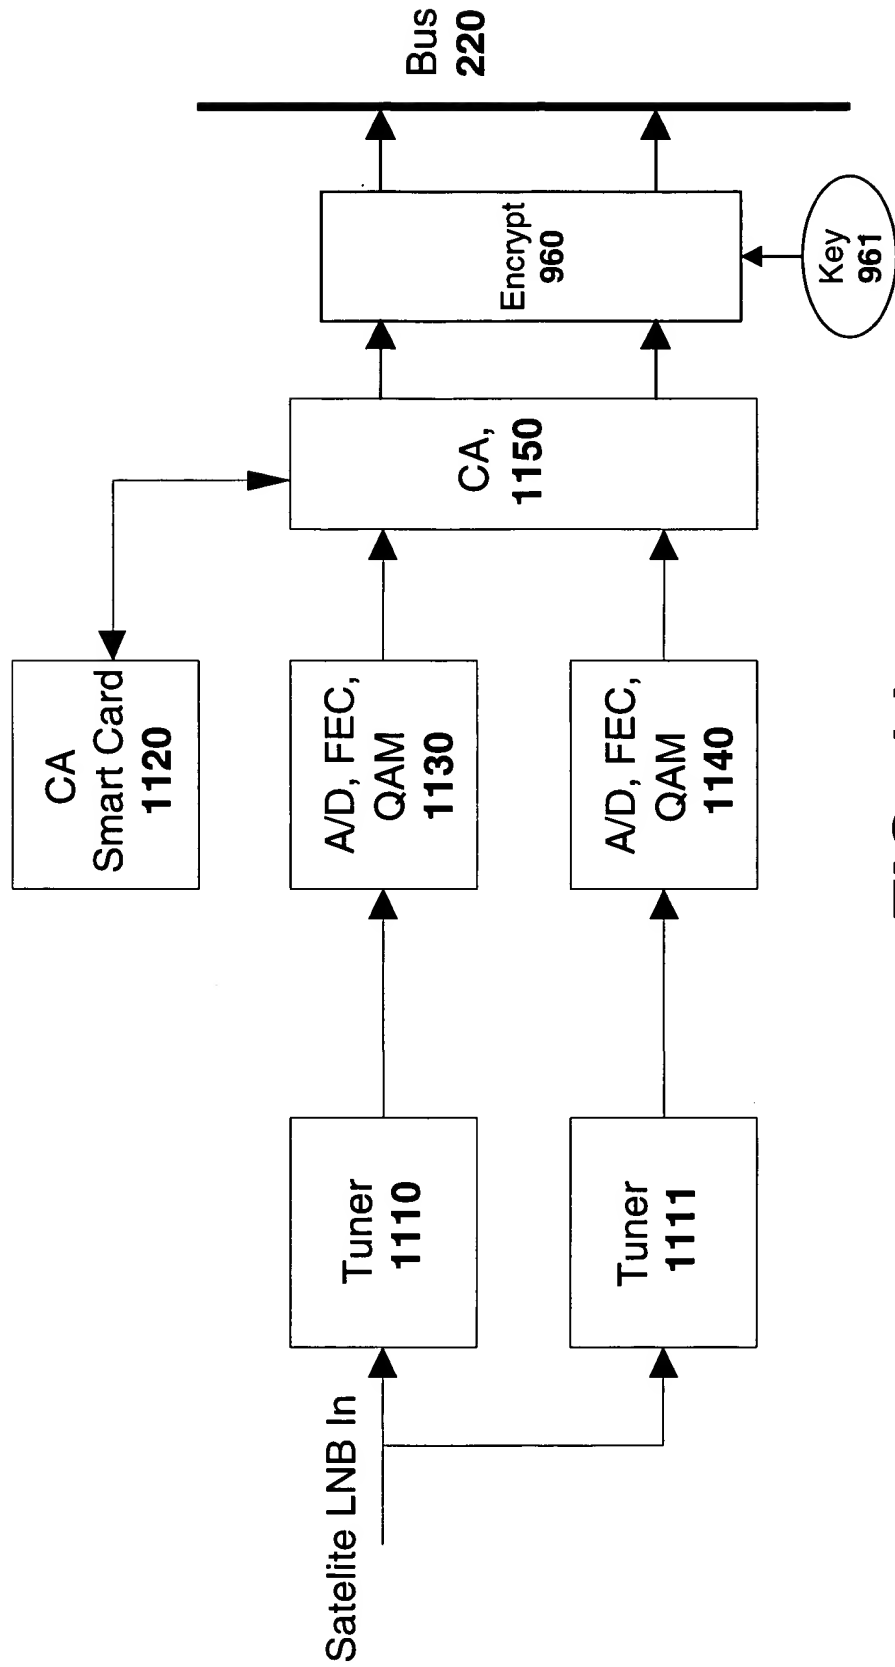 CA
Smart Card
1120
Satelite LNB In
Tuner
1110
A/D, FEC,
QAM
1130
CA,
1150
Encrypt
960
Bus
220
Tuner
1111
A/D, FEC,
QAM
1140
Key
961